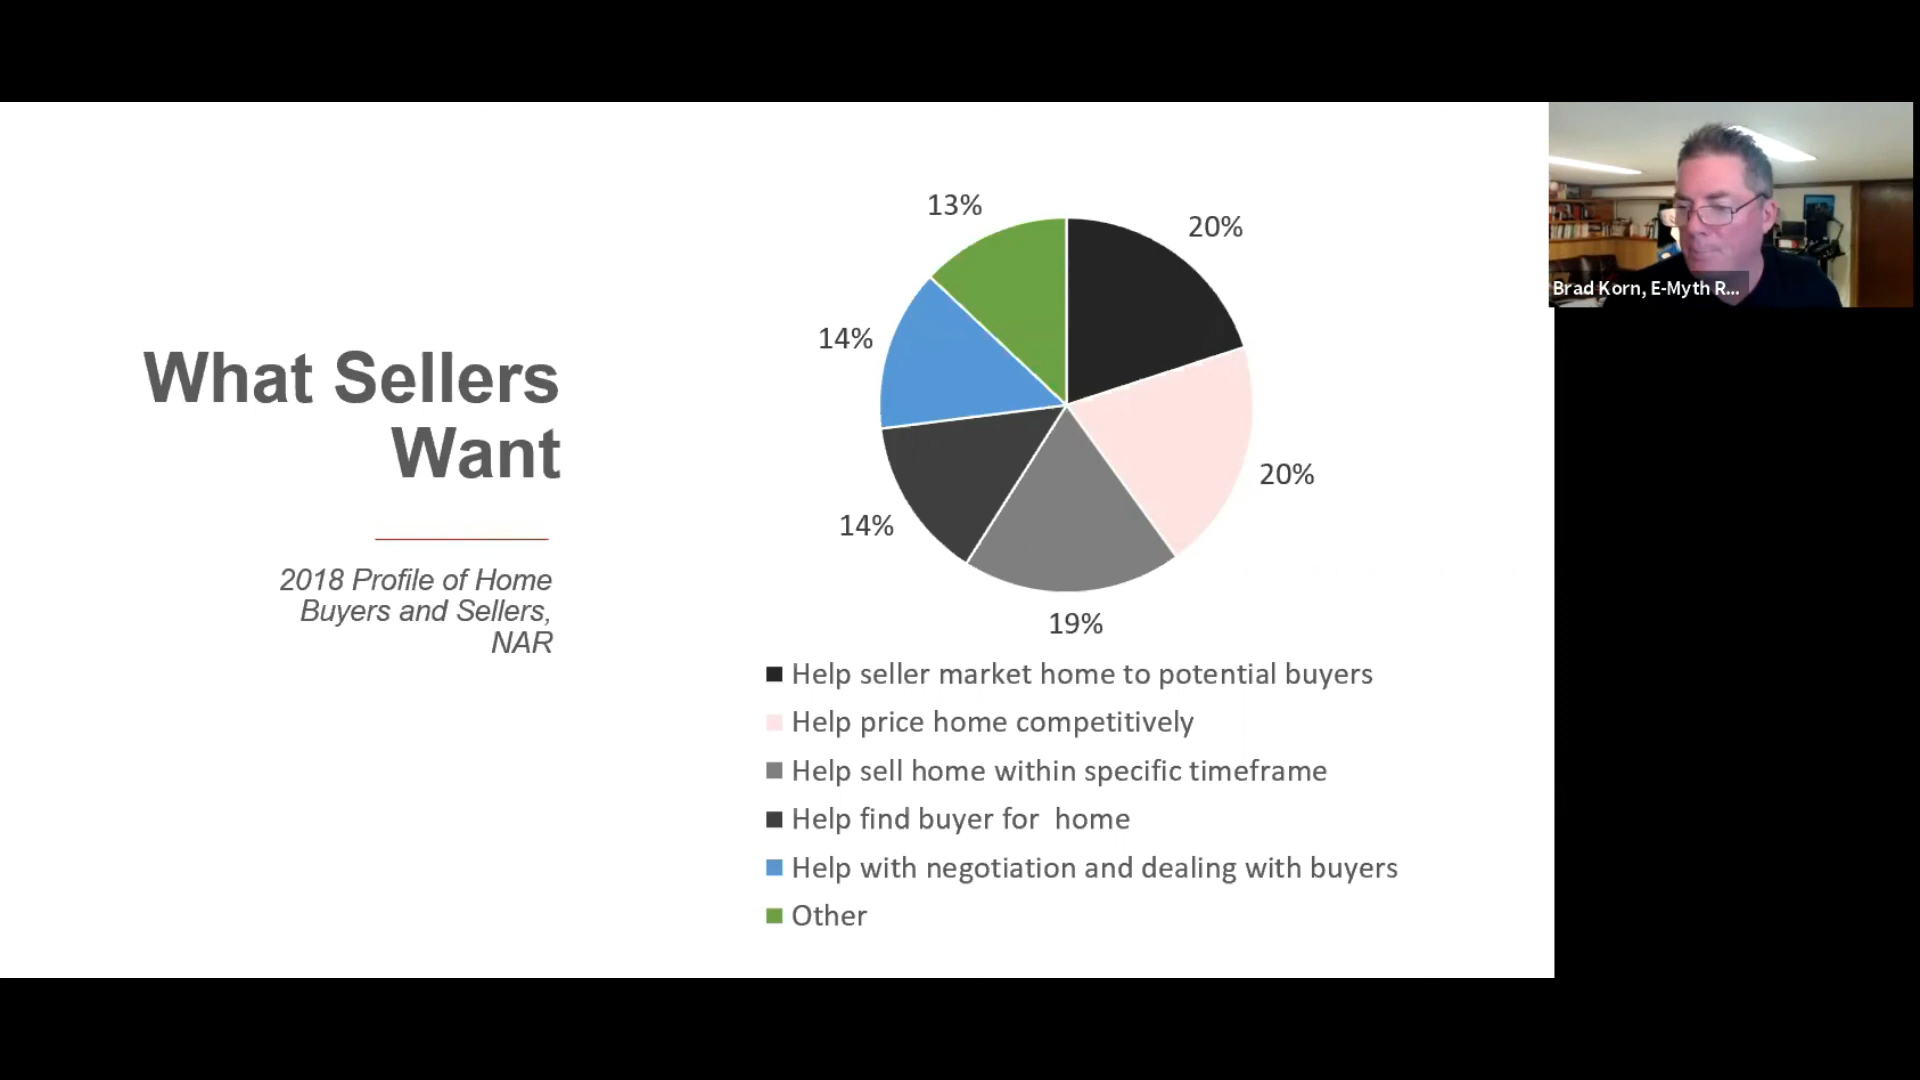 What Sellers
Want
2018 Profile of Home
Buyers and Sellers,
NAR
13%
20%
14%
20%
14%
19%
Help seller market home to potential buyers
Help price home competitively
Help sell home within specific timeframe
Help find buyer for  home
Help with negotiation and dealing with buyers
Other
Brad Korn, E-Myth R...